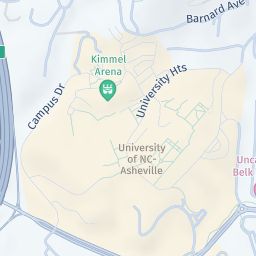 Barnard Ave
Kimmel
Arena
Campus Dr
University Hts
University
of NC-
Asheville
Unca
Belk